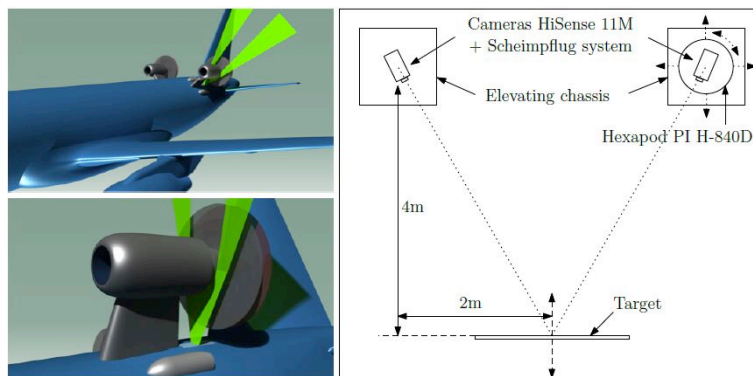 Cameras HiSense 11M
+ Scheimpflug system
Elevating chassis
Hexapod PI H-840D
4m
2m
Target